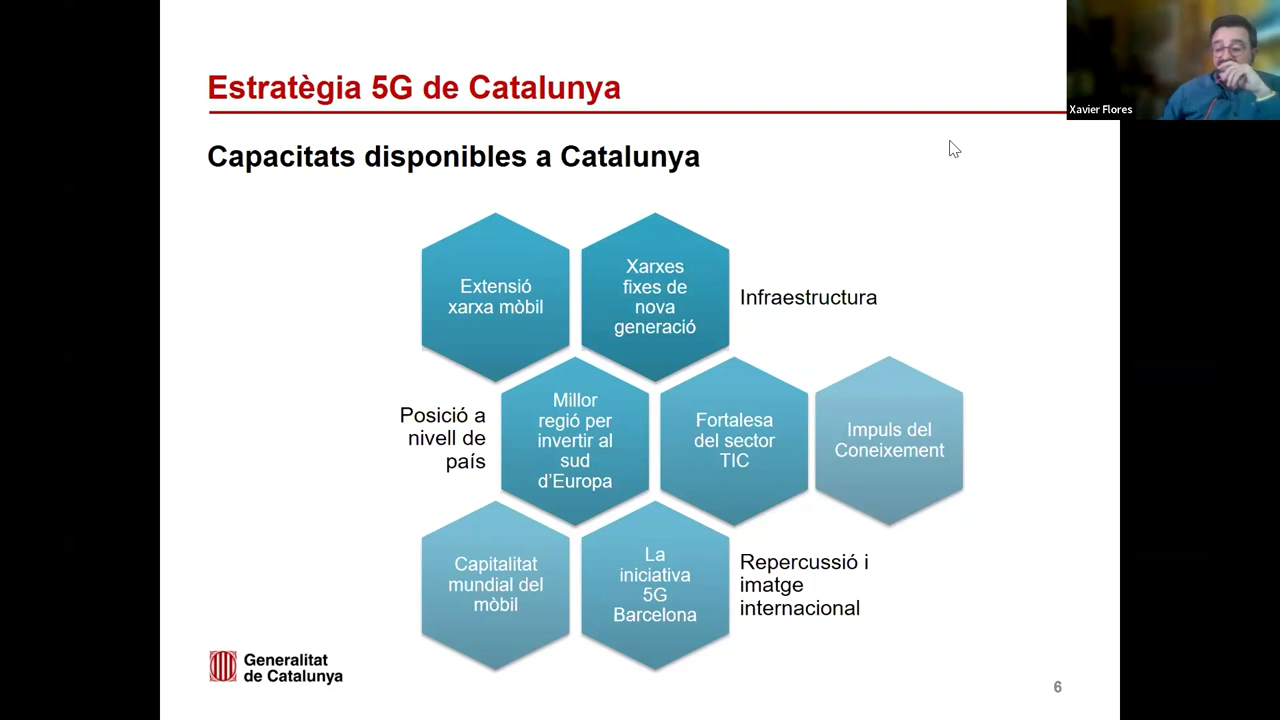 Estratègia 5G de Catalunya
Xavier Flores
Capacitats disponibles a Catalunya
Extensió
xarxa mòbil
Xarxes
fixes de
nova
generació
Infraestructura
Posició a
nivell de
país
Millor
regió per
invertir al
sud
d’Europa
Fortalesa
del sector
TIC
Impuls del
Coneixement
Capitalitat
mundial del
mòbil
La
iniciativa
5G
Barcelona
Repercussió i
imatge
internacional
Generalitat
de Catalunya
6